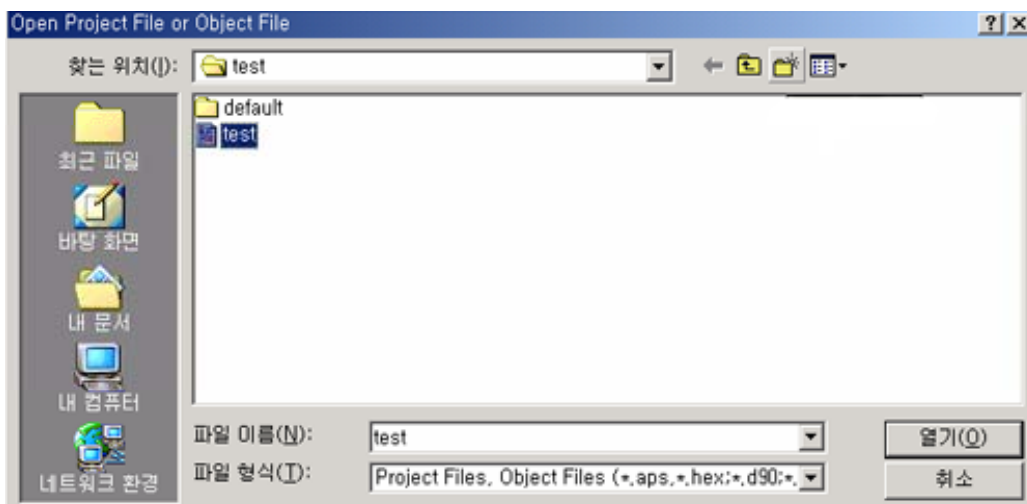 Open Project File or Object File
찾는 위치(I): test
default
test
최근 파일
바탕 화면
내 문서
내 컴퓨터
네트워크 환경
파일 이름(N): test 열기(O)
파일 형식(T): Project Files, Object Files (*.aps,*.hex;*.d90;*. 취소